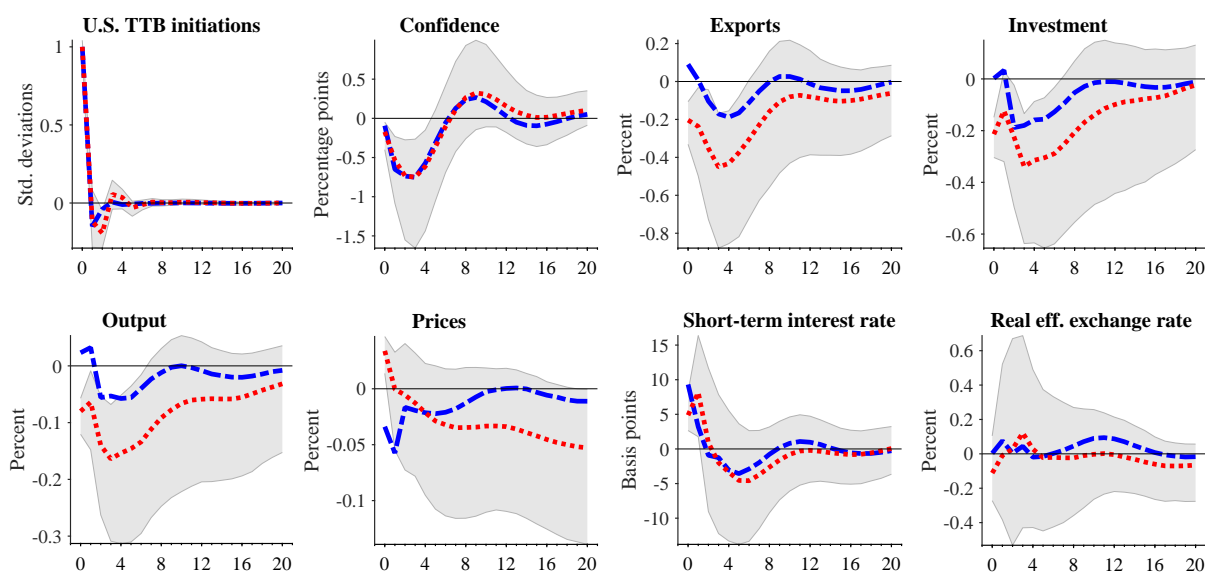 U.S. TTB initiations
Confidence
Exports
Investment
Std. deviations
1
0.5
0
0 4 8 12 16 20
Percentage points
0.5
0
-0.5
-1
-1.5
0 4 8 12 16 20
Percent
0.2
0
-0.2
-0.4
-0.6
-0.8
0 4 8 12 16 20
Percent
0
-0.2
-0.4
-0.6
0 4 8 12 16 20
Output
Prices
Short-term interest rate
Real eff. exchange rate
Percent
0
-0.1
-0.2
-0.3
0 4 8 12 16 20
Percent
0
-0.05
-0.1
0 4 8 12 16 20
Basis points
15
10
5
0
-5
-10
0 4 8 12 16 20
Percent
0.6
0.4
0.2
0
-0.2
-0.4
0 4 8 12 16 20